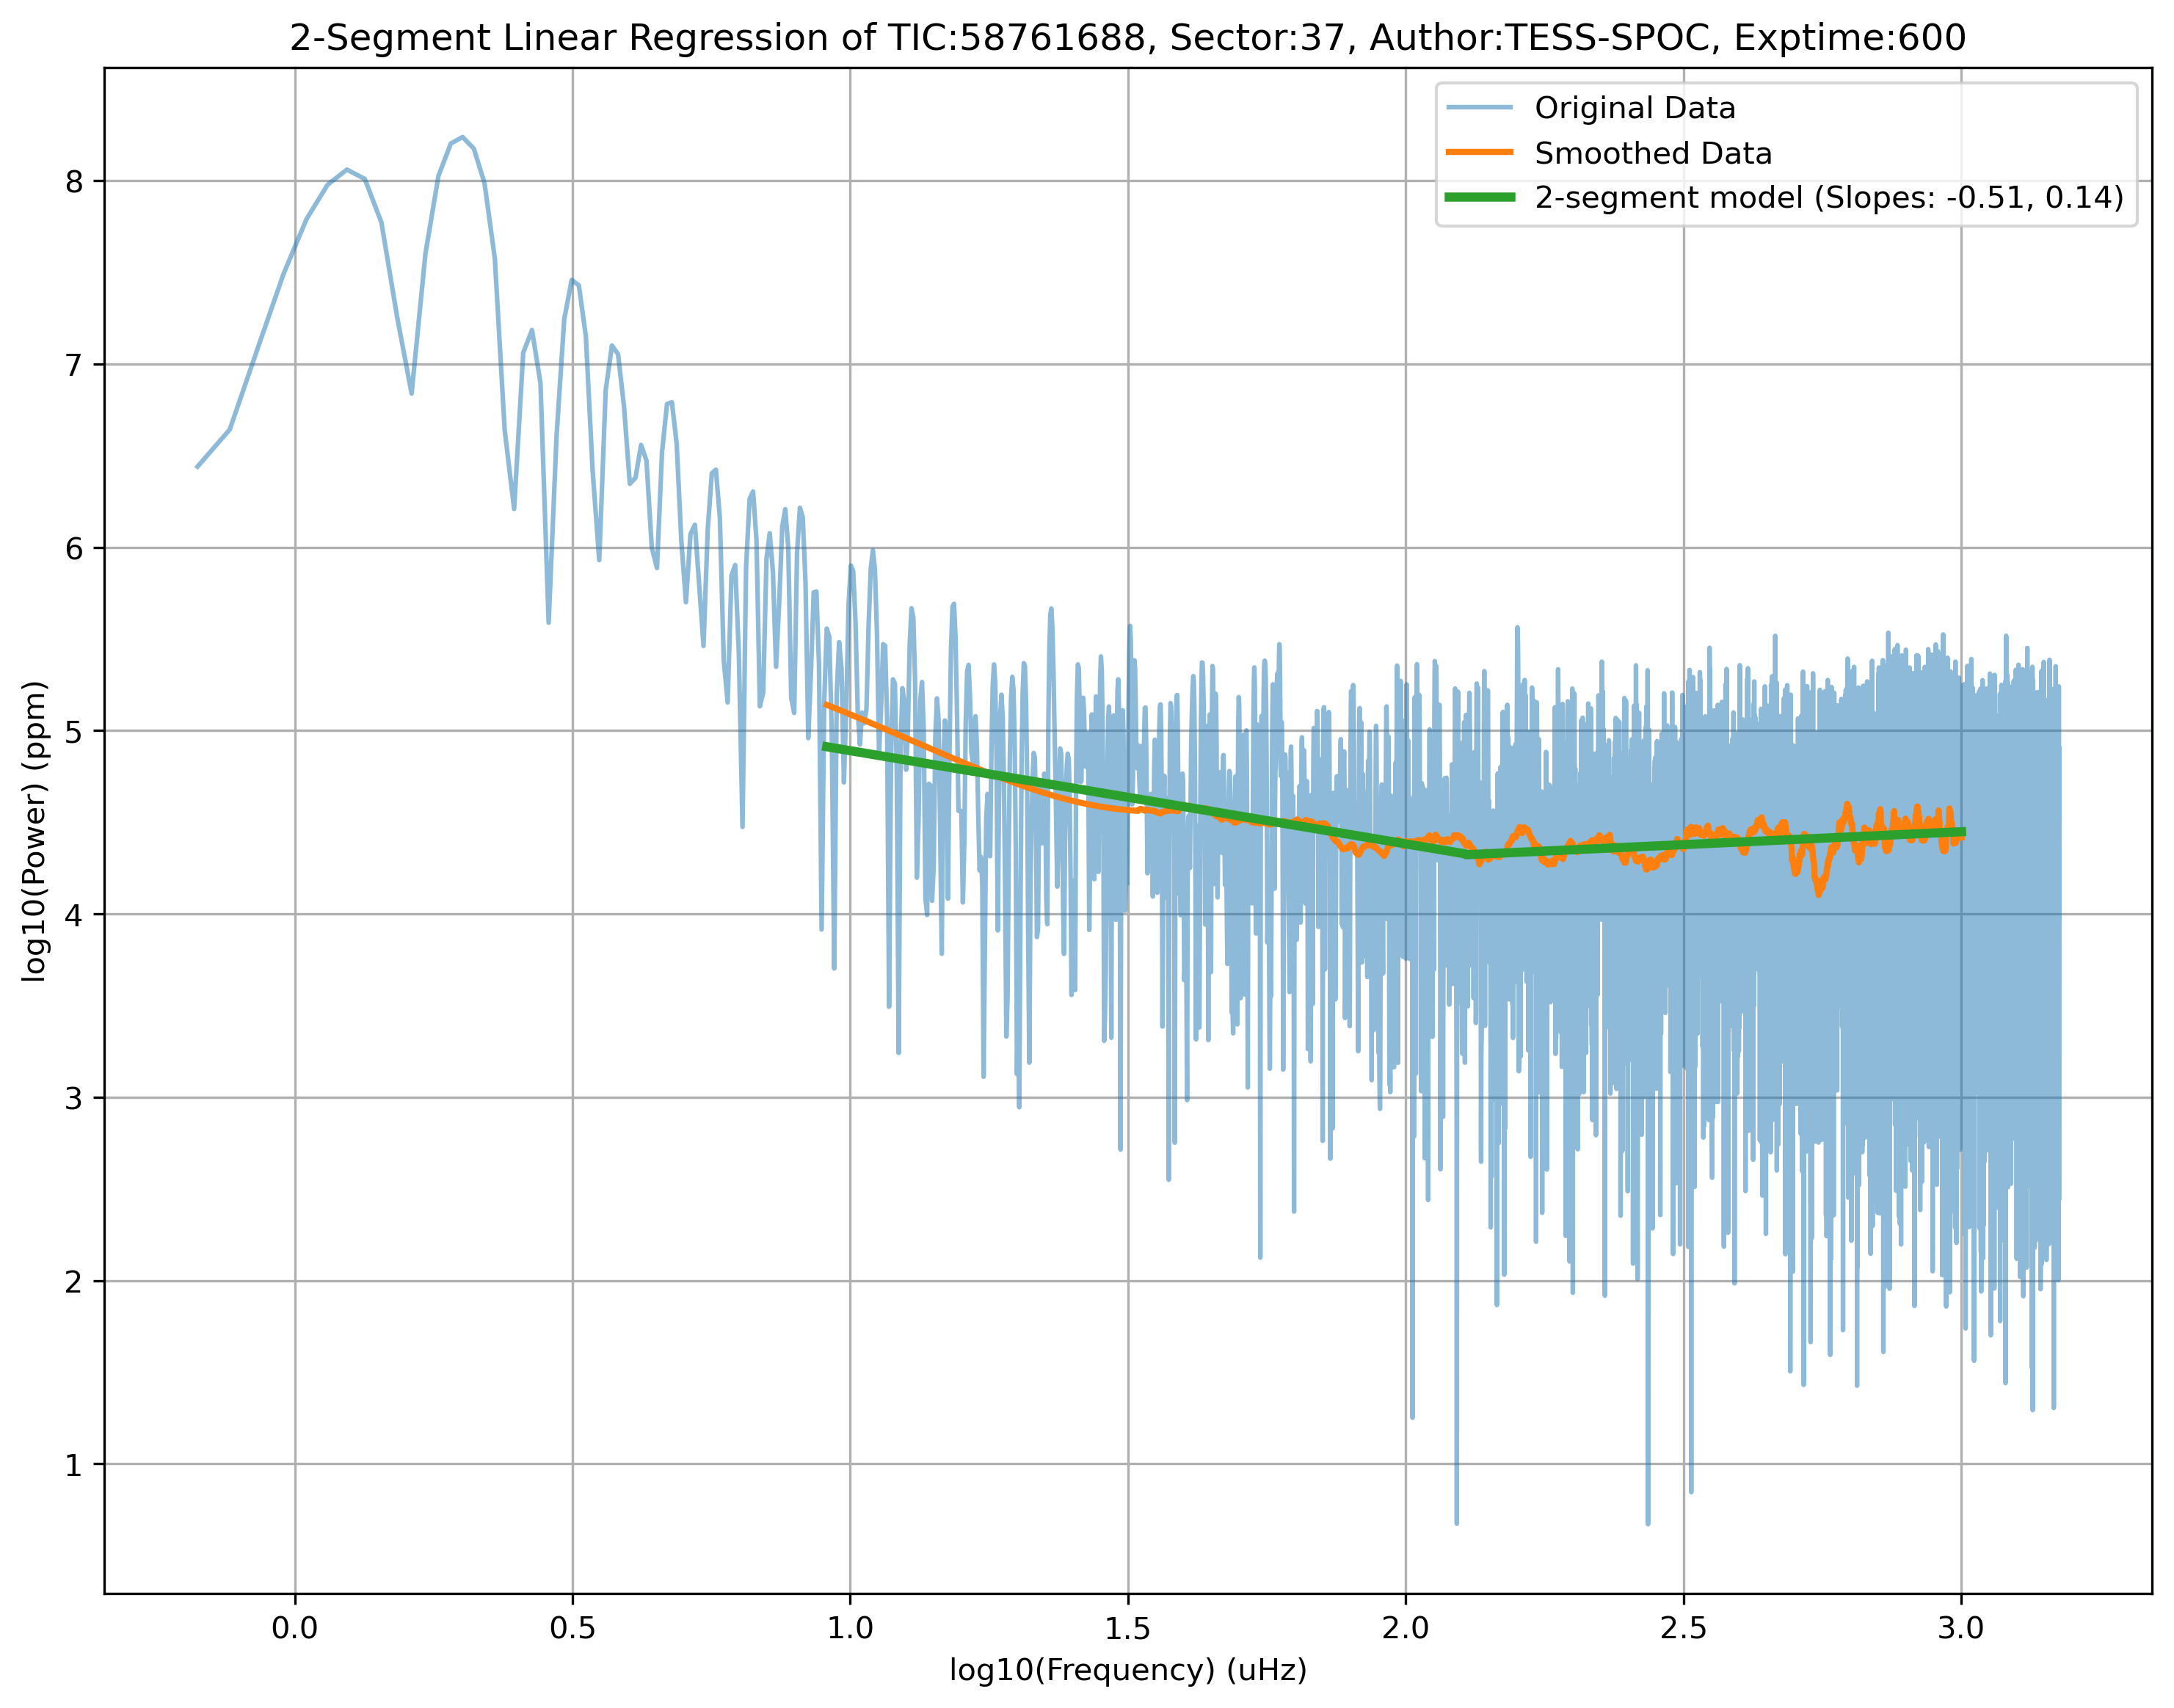 2-Segment Linear Regression of TIC:58761688, Sector:37, Author:TESS-SPOC, Exptime:600
Original Data
Smoothed Data
2-segment model (Slopes: -0.51, 0.14)
log10(Power) (ppm)
8
7
6
5
4
3
2
1
0.0 0.5 1.0 1.5 2.0 2.5 3.0
log10(Frequency) (uHz)